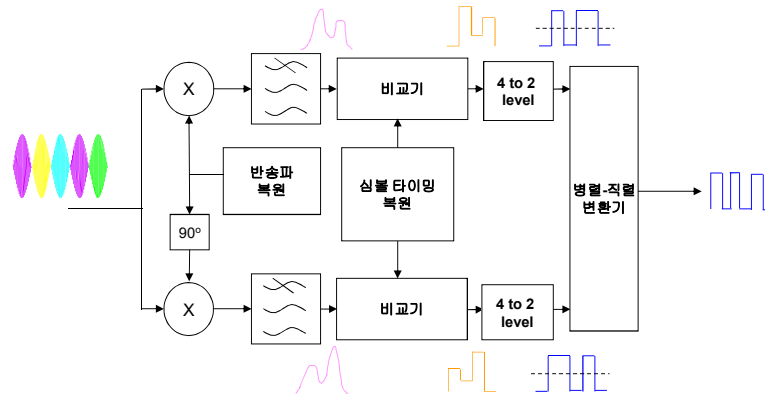 X
비교기
4 to 2
level
반송파
복원
심볼 타이밍
복원
병렬-직렬
변환기
90º
X
비교기
4 to 2
level